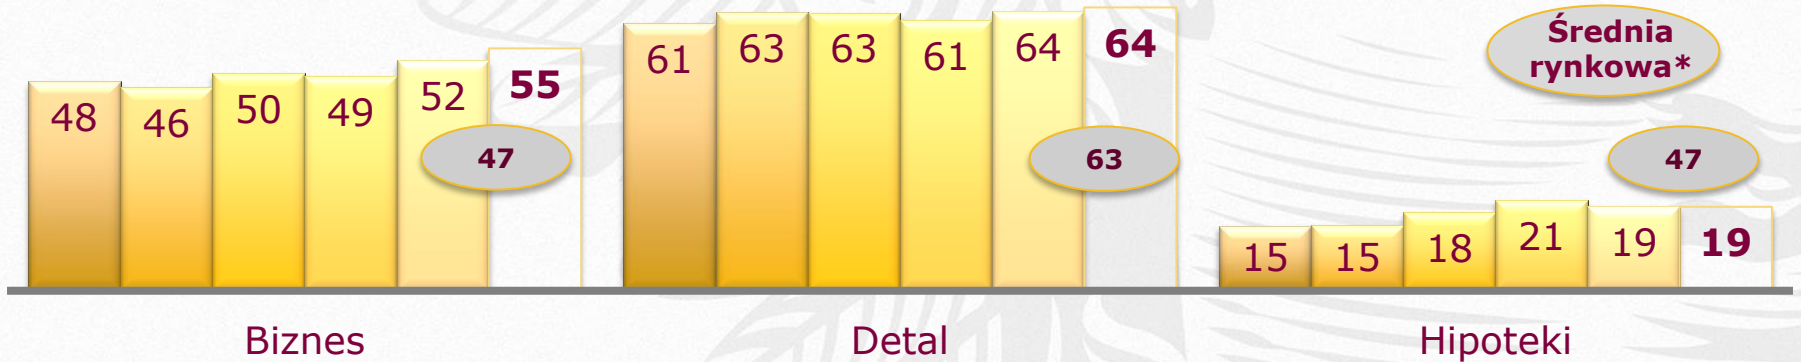 48 46 50 49 52 55
47
61 63 63 61 64 64
63
Średnia
rynkowa*
47
15 15 18 21 19 19
Biznes
Detal
Hipoteki